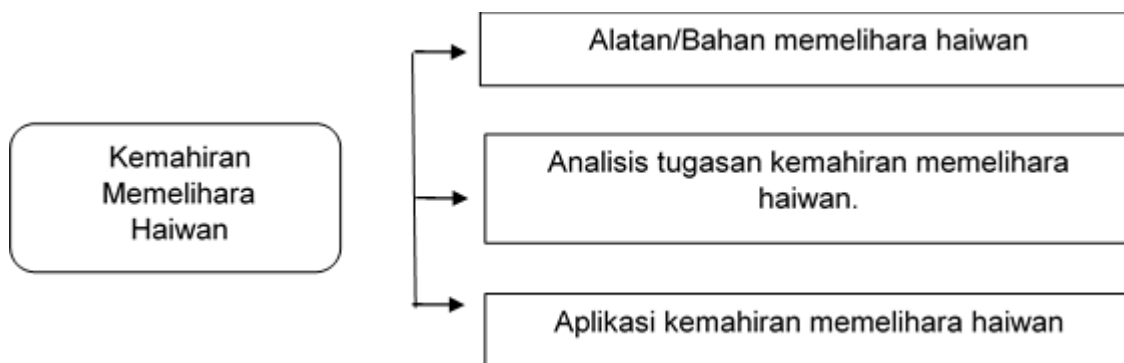 Kemahiran
Memelihara
Haiwan
Alatan/Bahan memelihara haiwan
Analisis tugasan kemahiran memelihara
haiwan.
Aplikasi kemahiran memelihara haiwan